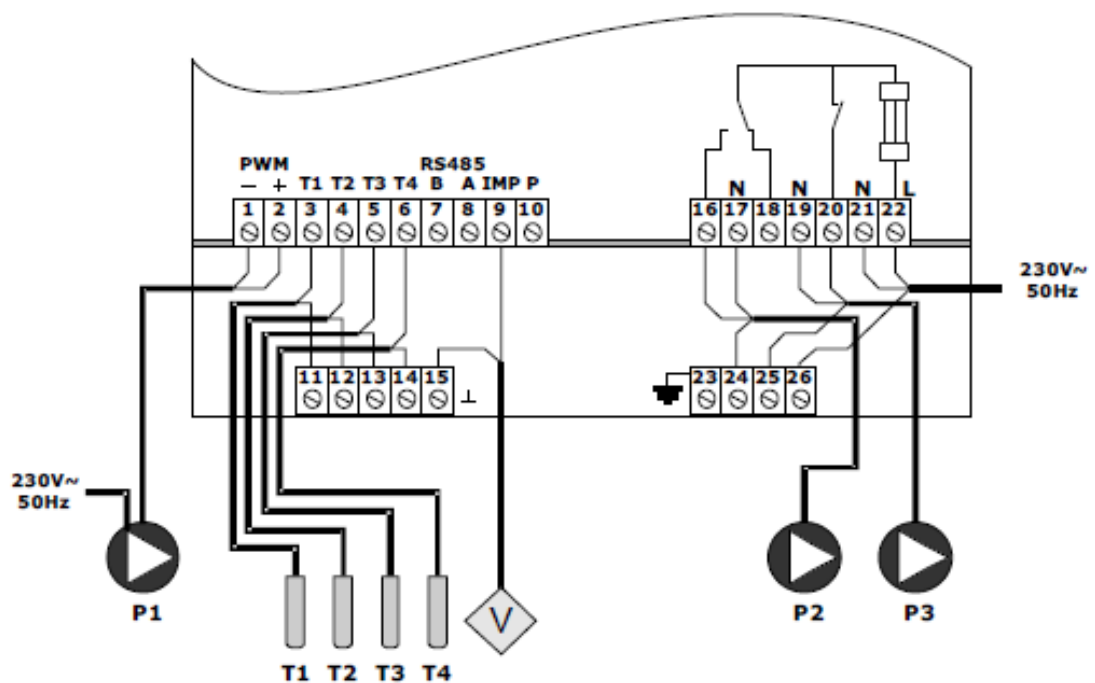 PWM RS485
− + T1 T2 T3 T4 B A IMP P
N N N L
1 2 3 4 5 6 7 8 9 10
16 17 18 19 20 21 22
230V~
50Hz
11 12 13 14 15
23 24 25 26
230V~
50Hz
P1
V
P2 P3
T1 T2 T3 T4